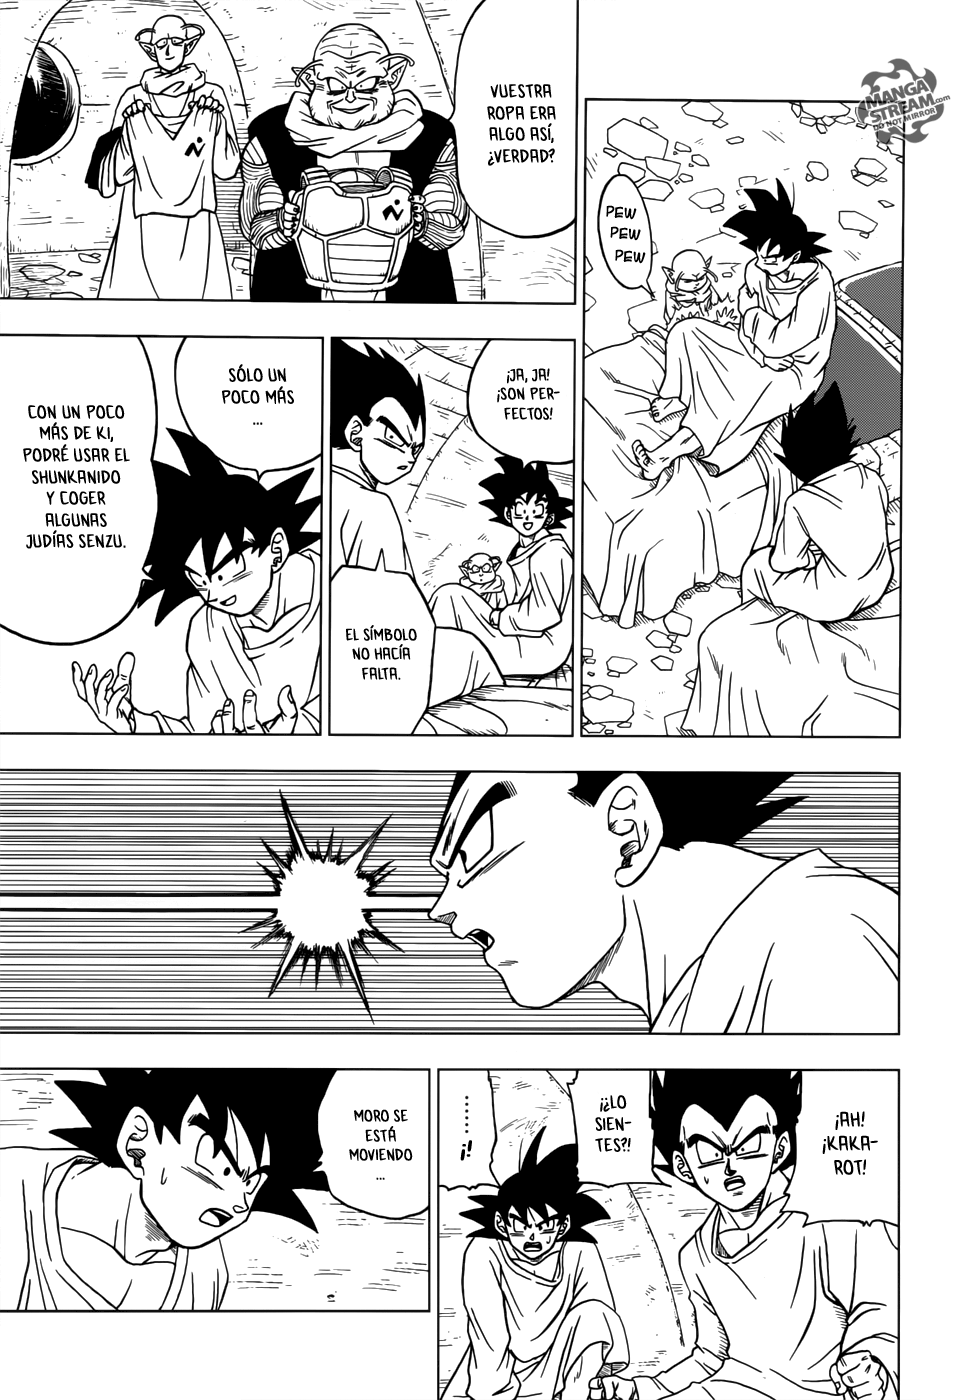 MANGA
STREAM.com
DO NOT MIRROR!
PEW
PEW
PEW
VUESTRA
ROPA ERA
ALGO ASÍ,
¿VERDAD?
¡JA, JA!
¡SON PER-
FECTOS!
EL SÍMBOLO
NO HACÍA
FALTA.
SÓLO UN
POCO MÁS
...
CON UN POCO
MÁS DE KI,
PODRÉ USAR EL
SHUNKANIDO
Y COGER
ALGUNAS
JUDÍAS SENZU.
¡AH!
¡KAKA-
ROT!
¡¿LO
SIEN-
TES?!
.......
¡!
MORO SE
ESTÁ
MOVIENDO
...